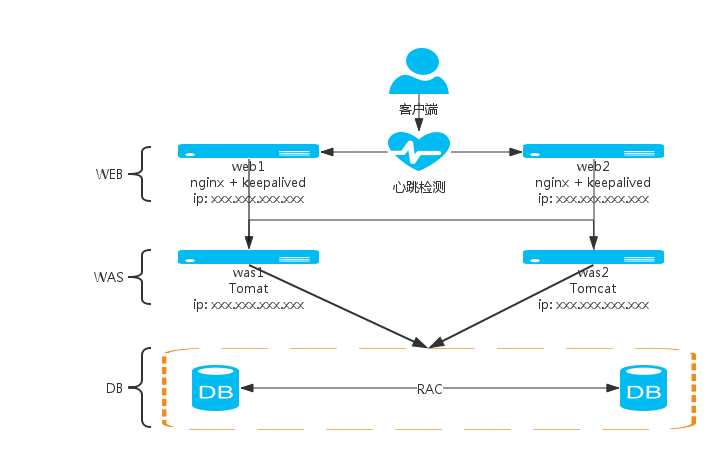 客户端
WEB
web1
nginx + keepalived
ip: xxx.xxx.xxx.xxx
心跳检测
web2
nginx + keepalived
ip: xxx.xxx.xxx.xxx
WAS
was1
Tomat
ip: xxx.xxx.xxx.xxx
was2
Tomcat
ip: xxx.xxx.xxx.xxx
DB
DB
RAC
DB